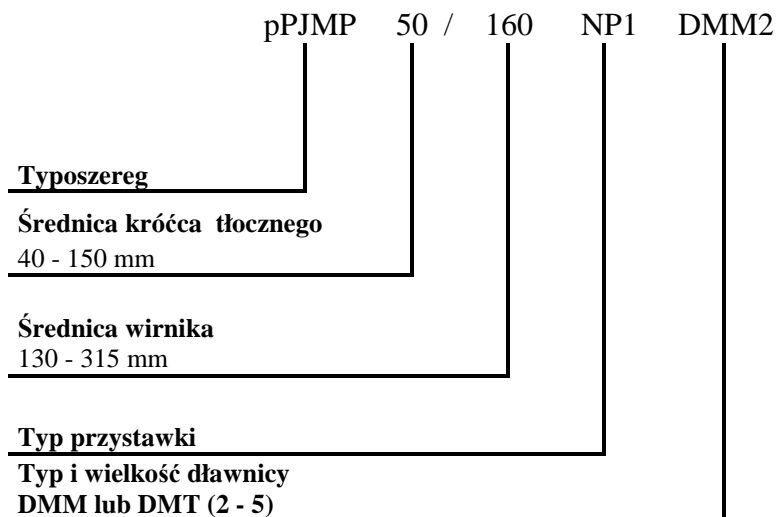 pPJMP 50 / 160 NP1 DMM2
Typoszereg
Średnica króćca tłocznego
40 - 150 mm
Średnica wirnika
130 - 315 mm
Typ przystawki
Typ i wielkość dławnicy
DMM lub DMT (2 - 5)